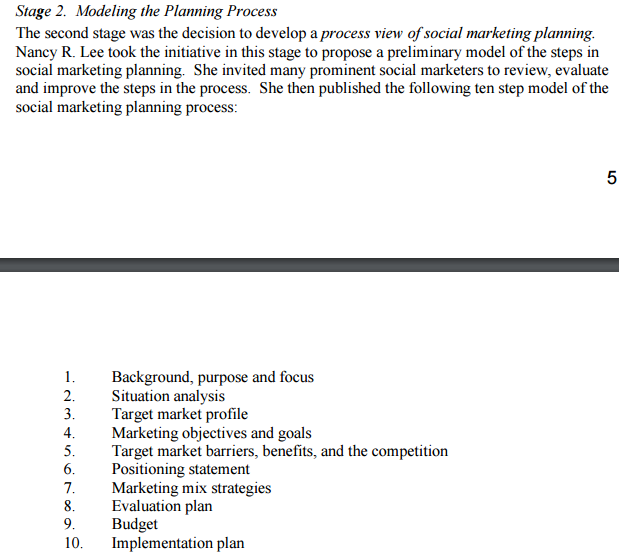 Stage 2. Modeling the Planning Process
The second stage was the decision to develop a process view of social marketing planning.
Nancy R. Lee took the initiative in this stage to propose a preliminary model of the steps in
social marketing planning. She invited many prominent social marketers to review, evaluate
and improve the steps in the process. She then published the following ten step model of the
social marketing planning process:
5
1. Background, purpose and focus
2. Situation analysis
3. Target market profile
4. Marketing objectives and goals
5. Target market barriers, benefits, and the competition
6. Positioning statement
7. Marketing mix strategies
8. Evaluation plan
9. Budget
10. Implementation plan